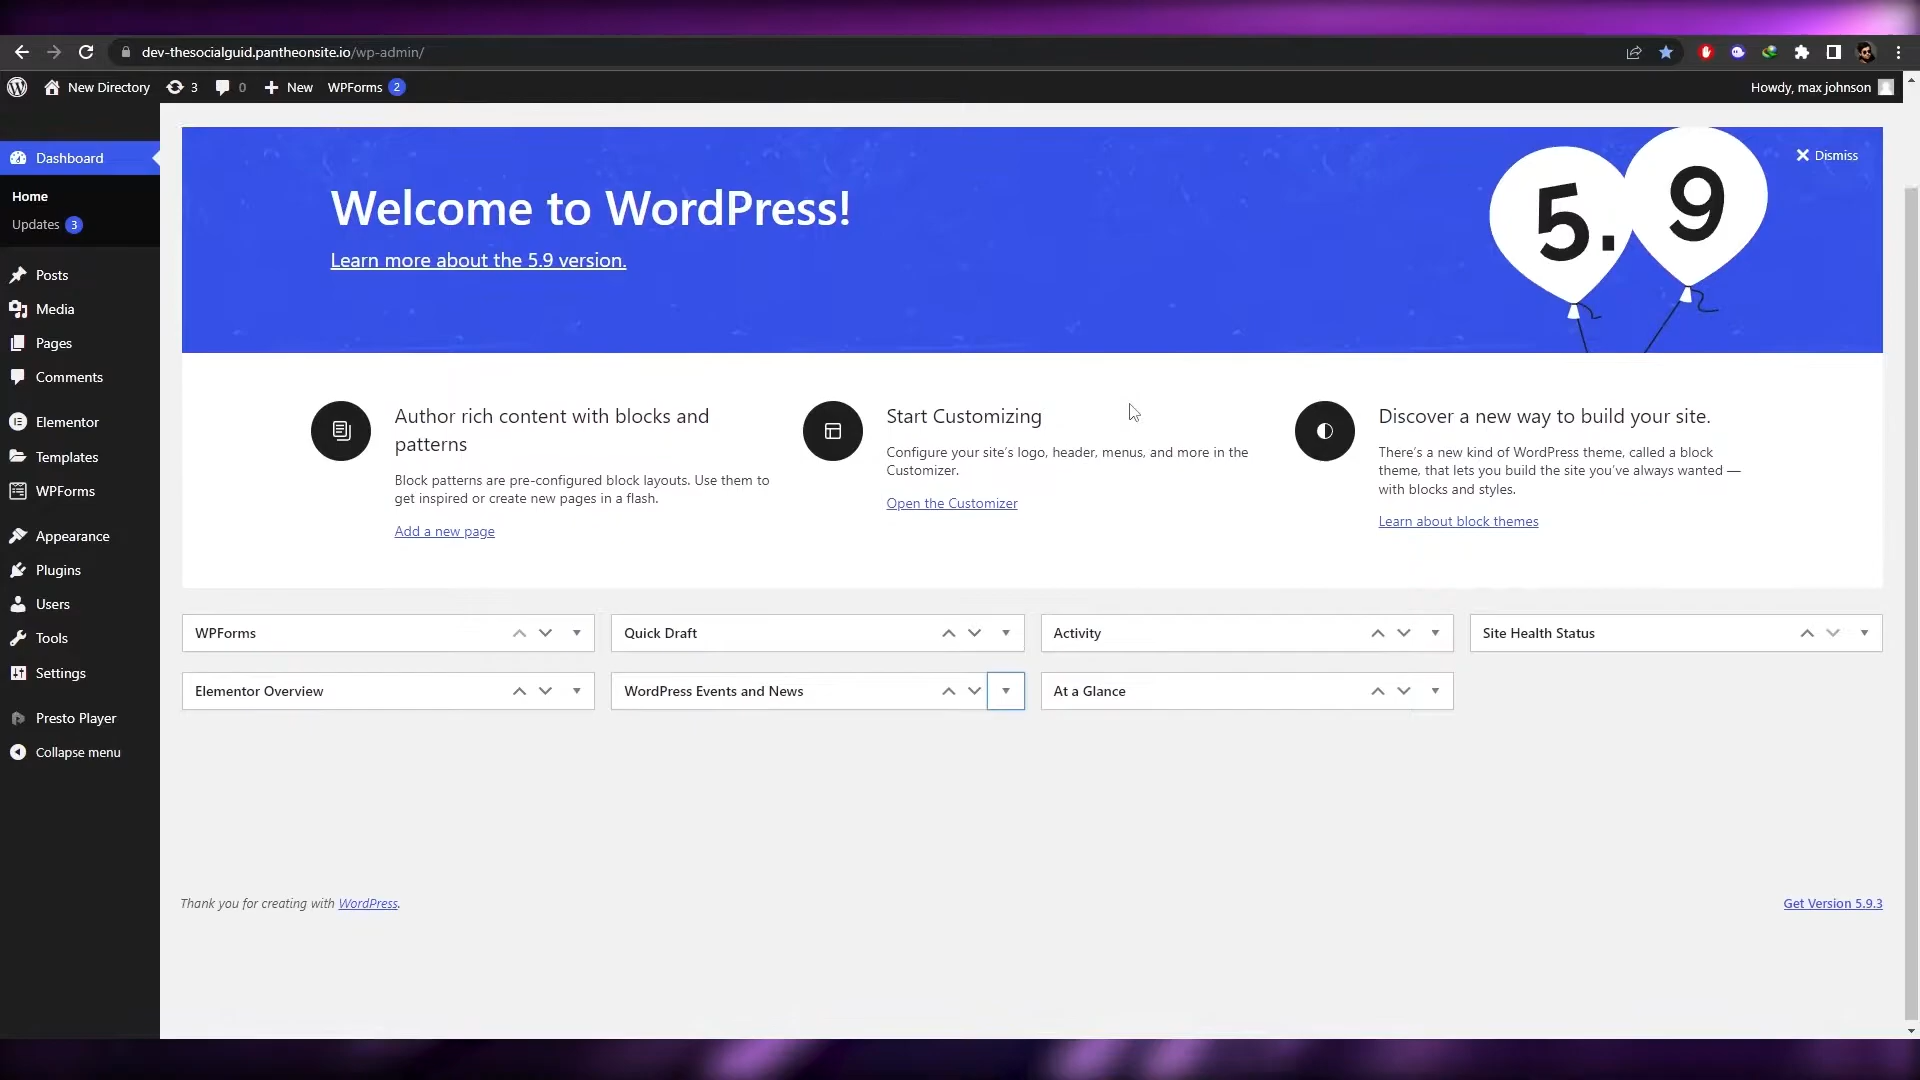 dev-thesocialguid.pantheonsite.io/wp-admin/
New Directory 3 0 New WPForms 2
Howdy, max johnson
Dashboard
Home
Updates 3
Posts
Media
Pages
Comments
Elementor
Templates
WPForms
Appearance
Plugins
Users
Tools
Settings
Presto Player
Collapse menu
Welcome to WordPress!
Learn more about the 5.9 version.
5.9
Dismiss
Author rich content with blocks and
patterns
Block patterns are pre-configured block layouts. Use them to
get inspired or create new pages in a flash.
Add a new page
Start Customizing
Configure your site's logo, header, menus, and more in the
Customizer.
Open the Customizer
Discover a new way to build your site.
There's a new kind of WordPress theme, called a block
theme, that lets you build the site you've always wanted —
with blocks and styles.
Learn about block themes
WPForms
Quick Draft
Activity
Site Health Status
Elementor Overview
WordPress Events and News
At a Glance
Thank you for creating with WordPress.
Get Version 5.9.3